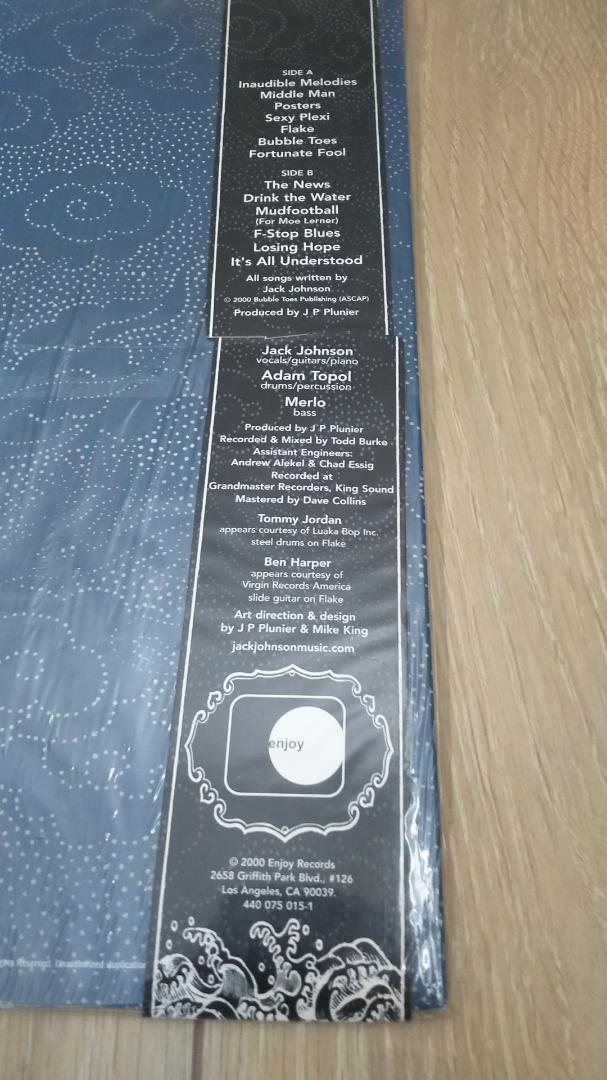 SIDE A
Inaudible Melodies
Middle Man
Posters
Sexy Plexi
Flake
Bubble Toes
Fortunate Fool
SIDE B
The News
Drink the Water
Mudfootball
(For Moe Lerner)
F-Stop Blues
Losing Hope
It's All Understood
All songs written by
Jack Johnson
© 2000 Bubble Toes Publishing (ASCAP)
Produced by J P Plunier
Jack Johnson
vocals/guitars/piano
Adam Topol
drums/percussion
Merlo
bass
Produced by J P Plunier
Recorded & Mixed by Todd Burke
Assistant Engineers:
Andrew Alekel & Chad Essig
Recorded at
Grandmaster Recorders, King Sound
Mastered by Dave Collins
Tommy Jordan
appears courtesy of Luaka Bop Inc.
steel drums on Flake
Ben Harper
appears courtesy of
Virgin Records America
slide guitar on Flake
Art direction & design
by J P Plunier & Mike King
jackjohnsonmusic.com
enjoy
© 2000 Enjoy Records
2658 Griffith Park Blvd., #126
Los Angeles, CA 90039.
440 075 015-1
Unauthorized duplication